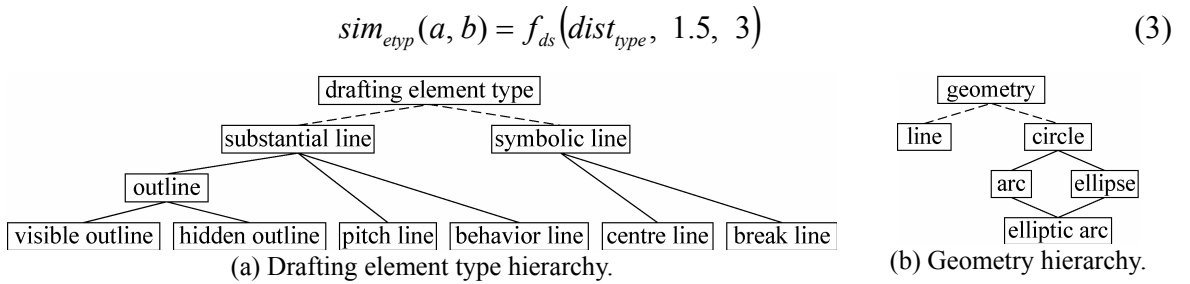 sim_etyp(a, b) = f_ds(dist_type, 1.5, 3) (3)
drafting element type
substantial line symbolic line
outline
visible outline hidden outline pitch line behavior line centre line break line
(a) Drafting element type hierarchy.
geometry
line circle
arc ellipse
elliptic arc
(b) Geometry hierarchy.